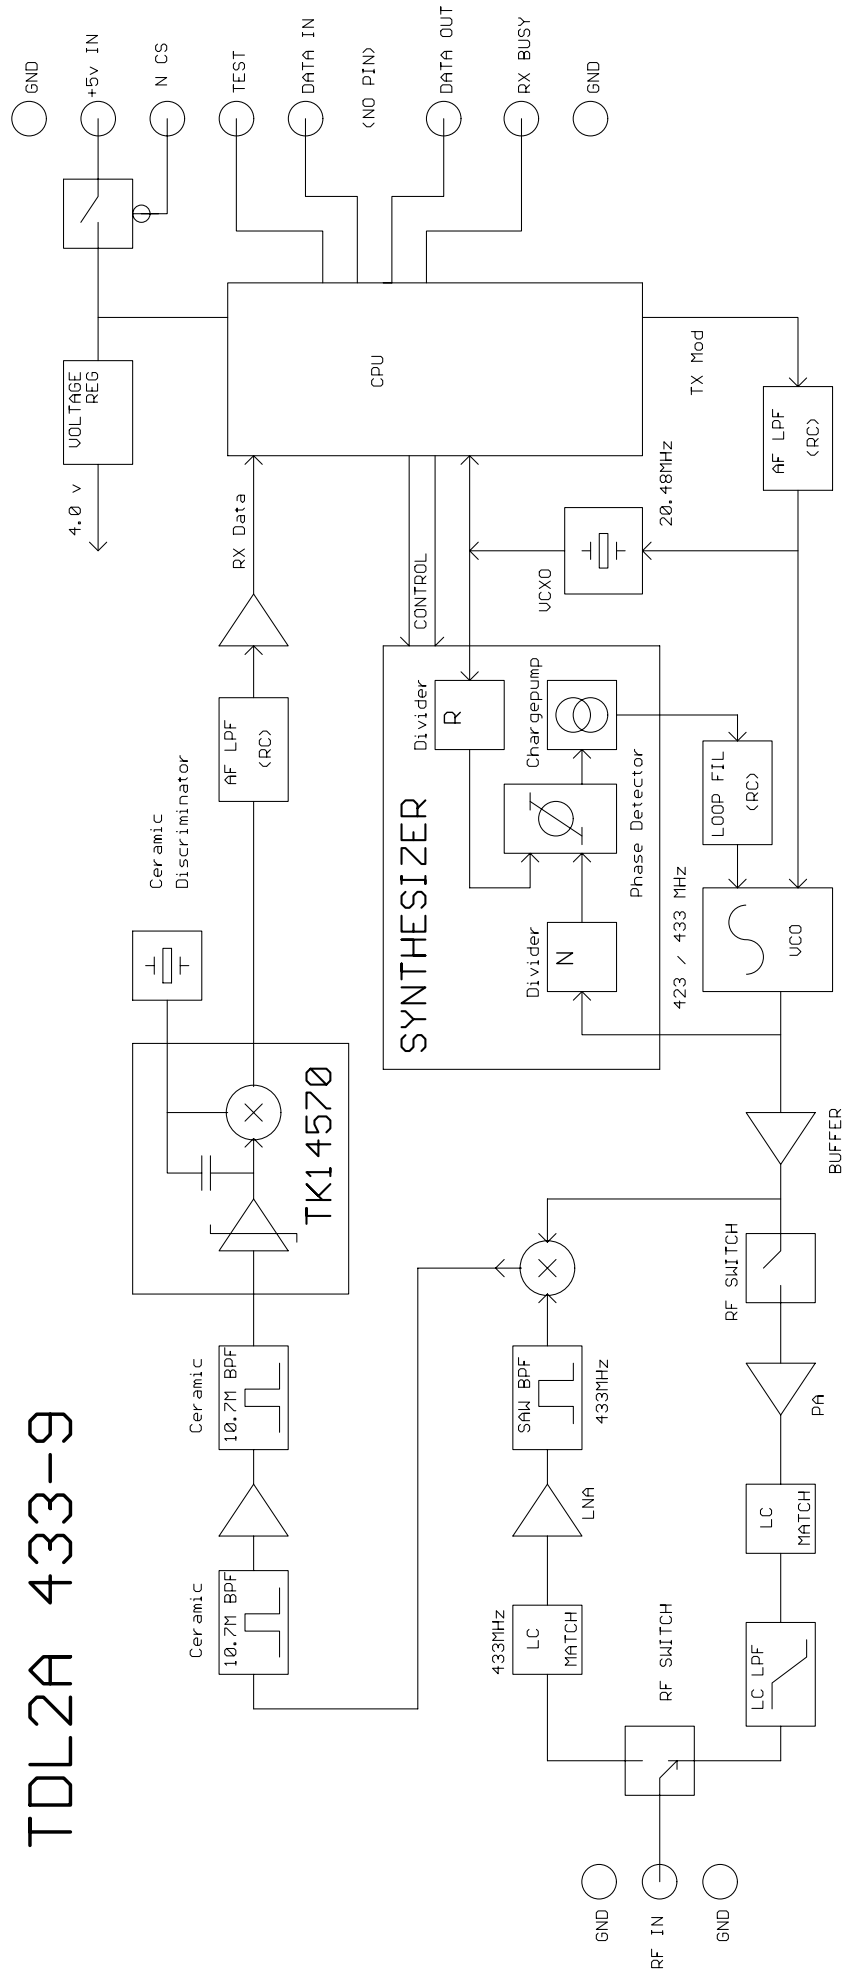 TDL2A 433-9
GND
RF IN
GND
RF SWITCH
433MHz
LC
MATCH
LNA
SAW BPF
433MHz
Ceramic
10.7M BPF
Ceramic
10.7M BPF
TK14570
Ceramic
Discriminator
AF LPF
(RC)
RX Data
LC LPF
LC
MATCH
PA
RF SWITCH
BUFFER
SYNTHESIZER
Divider
N
423 / 433 MHz
VCO
Phase Detector
Chargepump
Divider
R
LOOP FIL
(RC)
CONTROL
VCXO
20.48MHz
AF LPF
(RC)
TX Mod
CPU
4.0 v
VOLTAGE
REG
GND
+5v IN
N CS
TEST
DATA IN
(NO PIN)
DATA OUT
RX BUSY
GND